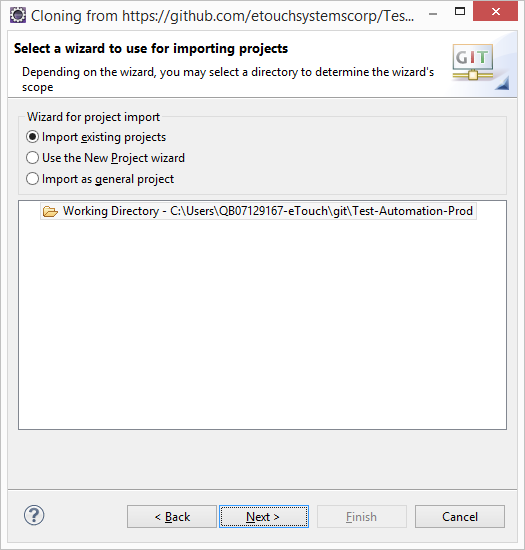 Cloning from https://github.com/etouchsystemscorp/Tes...
Select a wizard to use for importing projects
Depending on the wizard, you may select a directory to determine the wizard's
scope
GIT
Wizard for project import
Import existing projects
Use the New Project wizard
Import as general project
Working Directory - C:\Users\QB07129167-eTouch\git\Test-Automation-Prod
?
< Back
Next >
Finish
Cancel